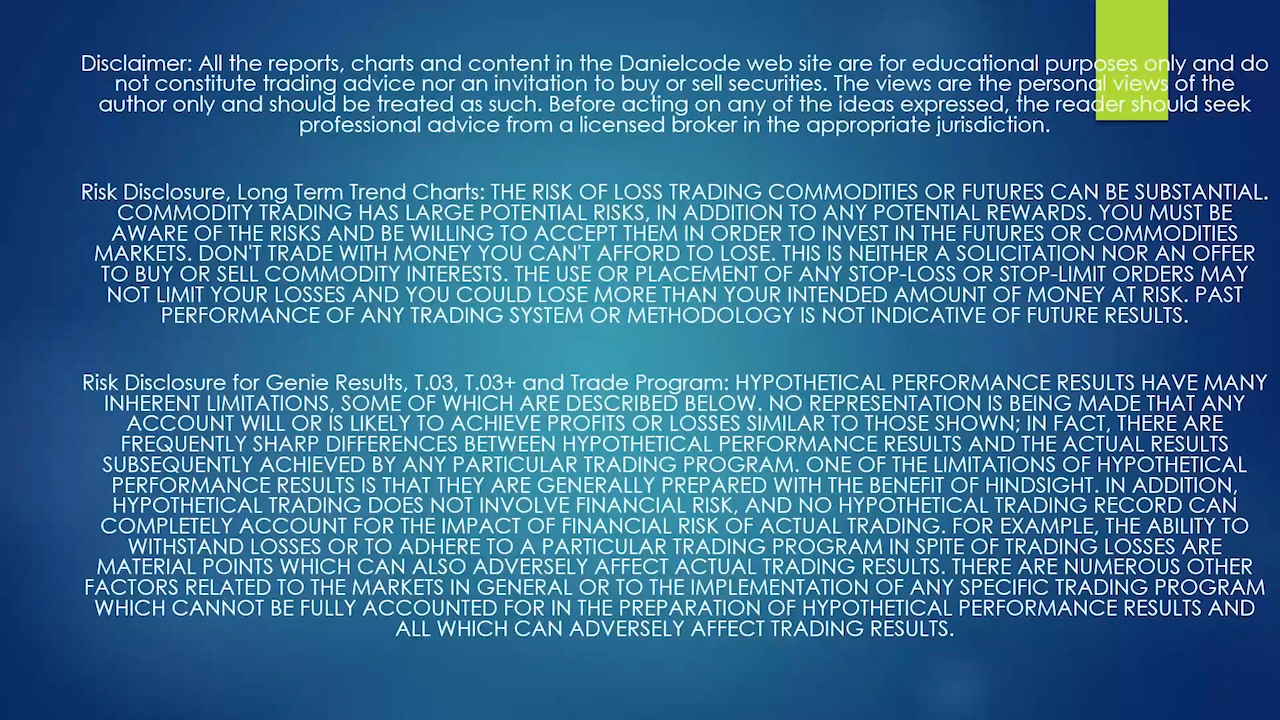 Disclaimer: All the reports, charts and content in the Danielcode web site are for educational purposes only and do
not constitute trading advice nor an invitation to buy or sell securities. The views are the personal views of the
author only and should be treated as such. Before acting on any of the ideas expressed, the reader should seek
professional advice from a licensed broker in the appropriate jurisdiction.
Risk Disclosure, Long Term Trend Charts: THE RISK OF LOSS TRADING COMMODITIES OR FUTURES CAN BE SUBSTANTIAL.
COMMODITY TRADING HAS LARGE POTENTIAL RISKS, IN ADDITION TO ANY POTENTIAL REWARDS. YOU MUST BE
AWARE OF THE RISKS AND BE WILLING TO ACCEPT THEM IN ORDER TO INVEST IN THE FUTURES OR COMMODITIES
MARKETS. DON'T TRADE WITH MONEY YOU CAN'T AFFORD TO LOSE. THIS IS NEITHER A SOLICITATION NOR AN OFFER
TO BUY OR SELL COMMODITY INTERESTS. THE USE OR PLACEMENT OF ANY STOP-LOSS OR STOP-LIMIT ORDERS MAY
NOT LIMIT YOUR LOSSES AND YOU COULD LOSE MORE THAN YOUR INTENDED AMOUNT OF MONEY AT RISK. PAST
PERFORMANCE OF ANY TRADING SYSTEM OR METHODOLOGY IS NOT INDICATIVE OF FUTURE RESULTS.
Risk Disclosure for Genie Results, T.03, T.03+ and Trade Program: HYPOTHETICAL PERFORMANCE RESULTS HAVE MANY
INHERENT LIMITATIONS, SOME OF WHICH ARE DESCRIBED BELOW. NO REPRESENTATION IS BEING MADE THAT ANY
ACCOUNT WILL OR IS LIKELY TO ACHIEVE PROFITS OR LOSSES SIMILAR TO THOSE SHOWN; IN FACT, THERE ARE
FREQUENTLY SHARP DIFFERENCES BETWEEN HYPOTHETICAL PERFORMANCE RESULTS AND THE ACTUAL RESULTS
SUBSEQUENTLY ACHIEVED BY ANY PARTICULAR TRADING PROGRAM. ONE OF THE LIMITATIONS OF HYPOTHETICAL
PERFORMANCE RESULTS IS THAT THEY ARE GENERALLY PREPARED WITH THE BENEFIT OF HINDSIGHT. IN ADDITION,
HYPOTHETICAL TRADING DOES NOT INVOLVE FINANCIAL RISK, AND NO HYPOTHETICAL TRADING RECORD CAN
COMPLETELY ACCOUNT FOR THE IMPACT OF FINANCIAL RISK OF ACTUAL TRADING. FOR EXAMPLE, THE ABILITY TO
WITHSTAND LOSSES OR TO ADHERE TO A PARTICULAR TRADING PROGRAM IN SPITE OF TRADING LOSSES ARE
MATERIAL POINTS WHICH CAN ALSO ADVERSELY AFFECT ACTUAL TRADING RESULTS. THERE ARE NUMEROUS OTHER
FACTORS RELATED TO THE MARKETS IN GENERAL OR TO THE IMPLEMENTATION OF ANY SPECIFIC TRADING PROGRAM
WHICH CANNOT BE FULLY ACCOUNTED FOR IN THE PREPARATION OF HYPOTHETICAL PERFORMANCE RESULTS AND
ALL WHICH CAN ADVERSELY AFFECT TRADING RESULTS.